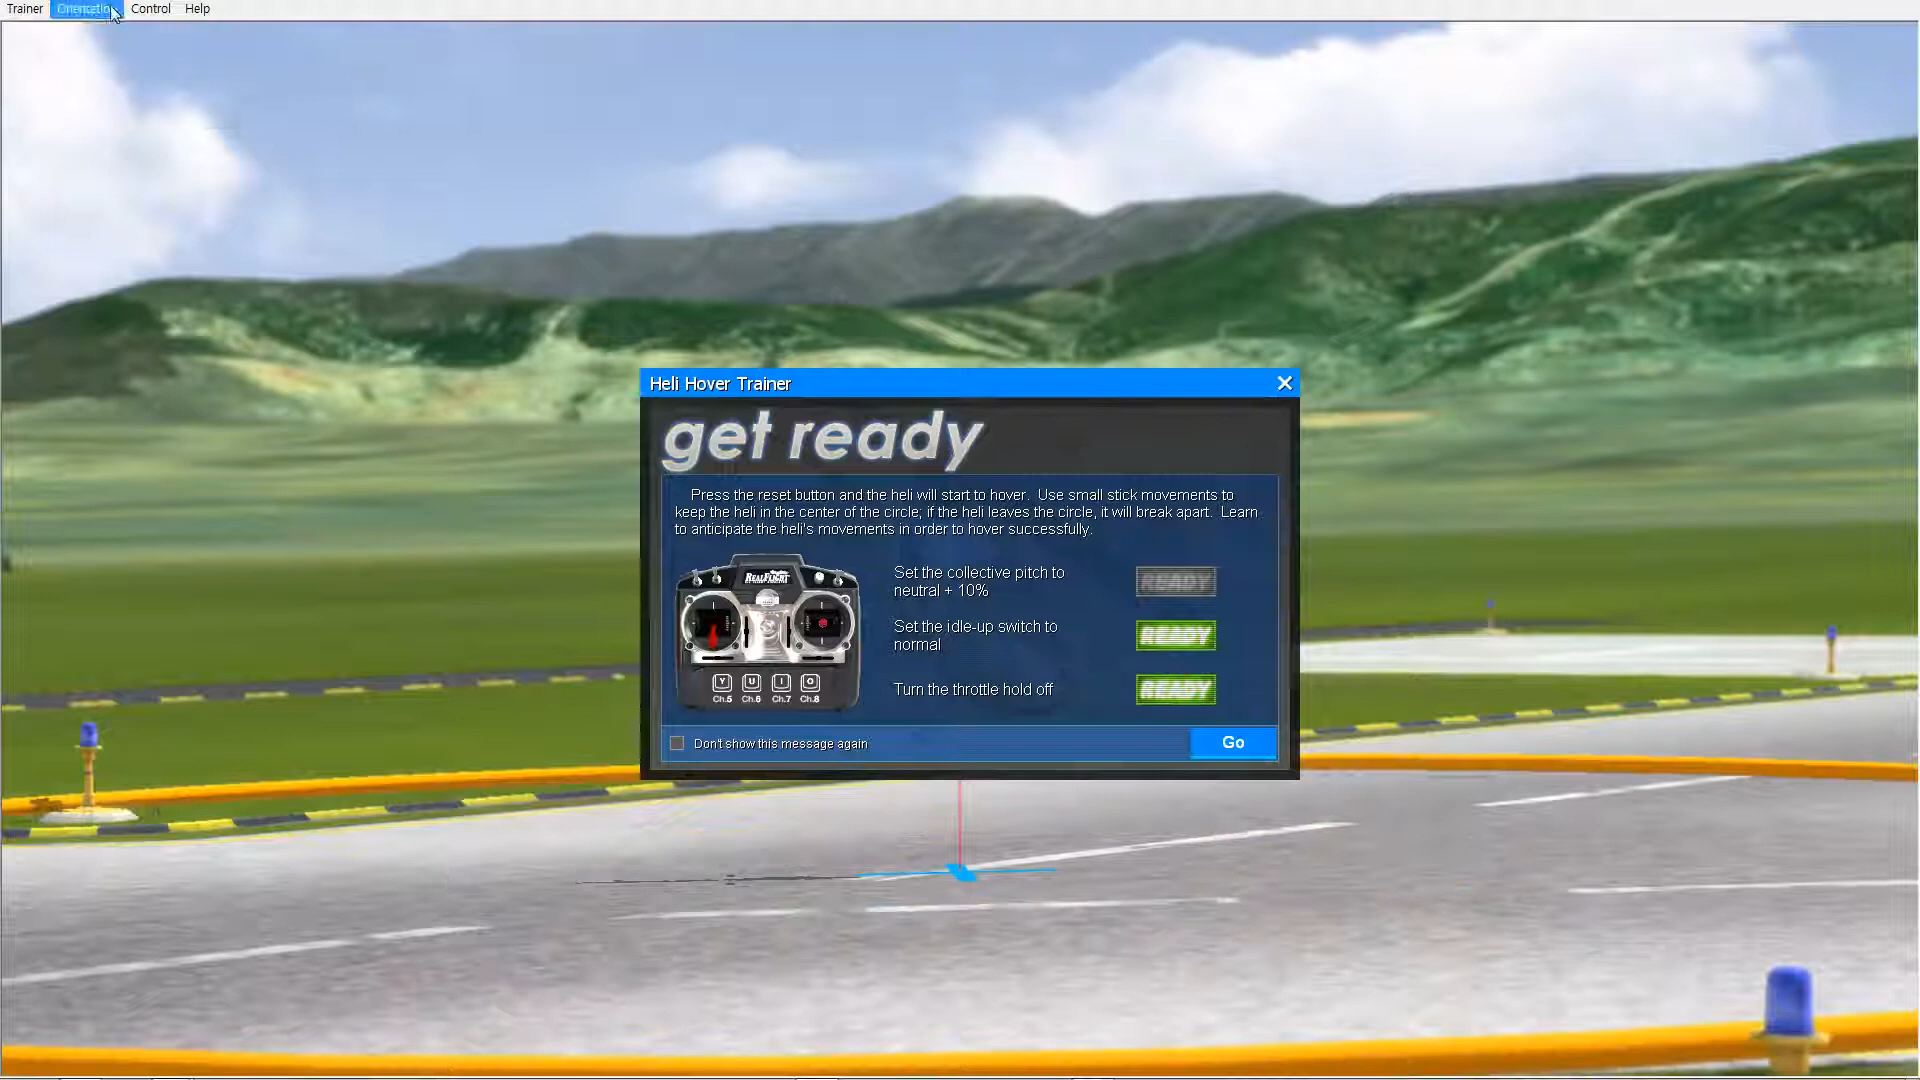 Trainer Orientation Control Help
Heli Hover Trainer
get ready
Press the reset button and the heli will start to hover. Use small stick movements to
keep the heli in the center of the circle; if the heli leaves the circle, it will break apart. Learn
to anticipate the heli's movements in order to hover successfully.
REALFLIGHT
Set the collective pitch to
neutral + 10%
READY
Set the idle-up switch to
normal
READY
Turn the throttle hold off
READY
Y U I O
Ch.5 Ch.6 Ch.7 Ch.8
Don't show this message again
Go